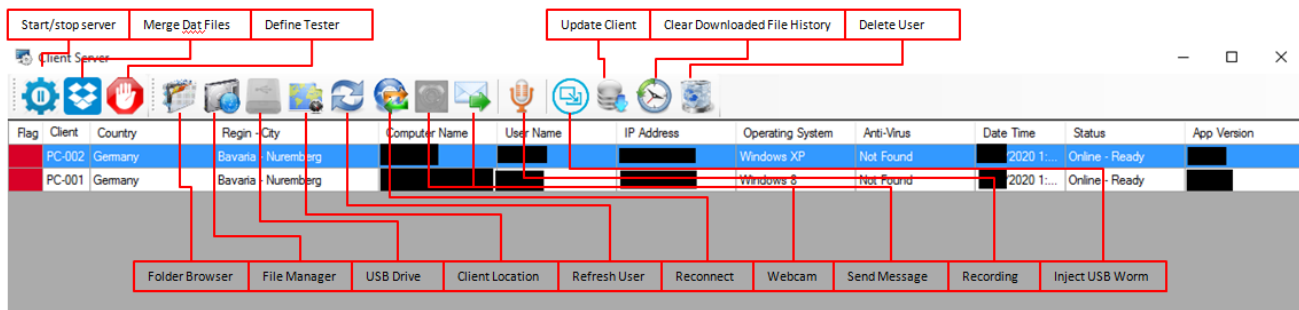 Start/stop server Merge Dat Files Define Tester Update Client Clear Downloaded File History Delete User
Client Server
Flag Client Country Regin - City Computer Name User Name IP Address Operating System Anti-Virus Date Time Status App Version
PC-002 Germany Bavaria - Nuremberg Windows XP Not Found /2020 1:... Online - Ready
PC-001 Germany Bavaria - Nuremberg Windows 8 Not Found /2020 1:... Online - Ready
Folder Browser File Manager USB Drive Client Location Refresh User Reconnect Webcam Send Message Recording Inject USB Worm